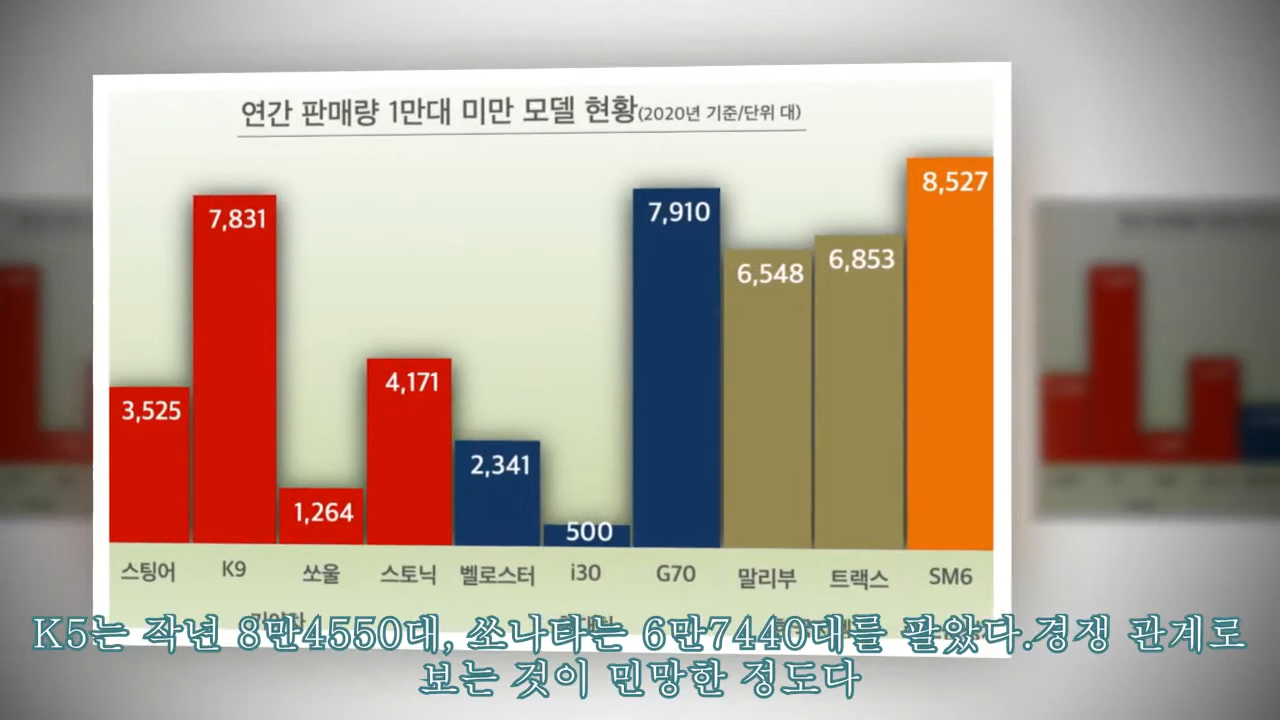 연간 판매량 1만대 미만 모델 현황(2020년 기준/단위 대)
8,527
7,831
7,910
6,548
6,853
4,171
3,525
2,341
1,264
500
스팅어 K9 쏘울 스토닉 벨로스터 i30 G70 말리부 트랙스 SM6
K5는 작년 8만4550대, 쏘나타는 6만7440대를 팔았다.경쟁 관계로
보는 것이 민망한 정도다